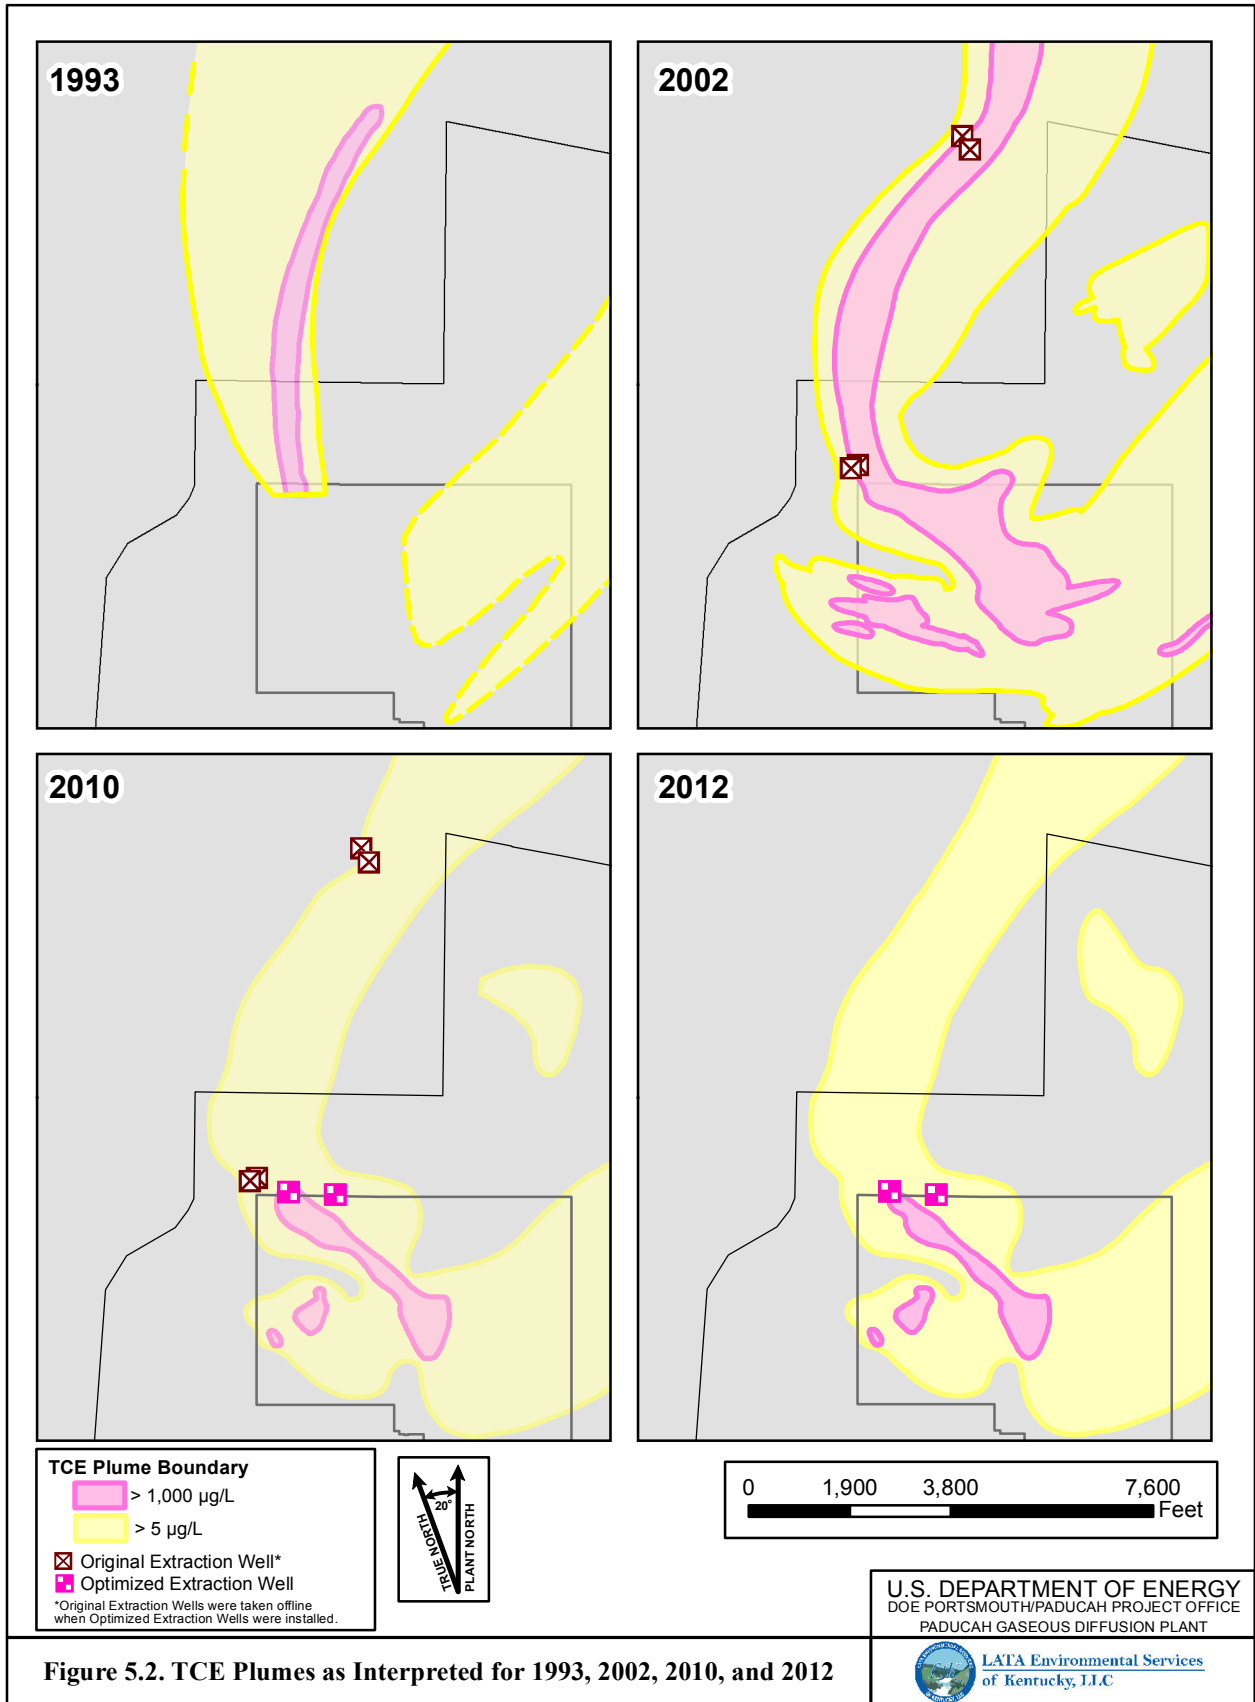 1993
2002
2010
2012
TCE Plume Boundary
> 1,000 µg/L
> 5 µg/L
Original Extraction Well*
Optimized Extraction Well
*Original Extraction Wells were taken offline
when Optimized Extraction Wells were installed.
20°
TRUE NORTH
PLANT NORTH
0 1,900 3,800 7,600
Feet
U.S. DEPARTMENT OF ENERGY
DOE PORTSMOUTH/PADUCAH PROJECT OFFICE
PADUCAH GASEOUS DIFFUSION PLANT
Figure 5.2. TCE Plumes as Interpreted for 1993, 2002, 2010, and 2012
LATA Environmental Services
of Kentucky, LLC